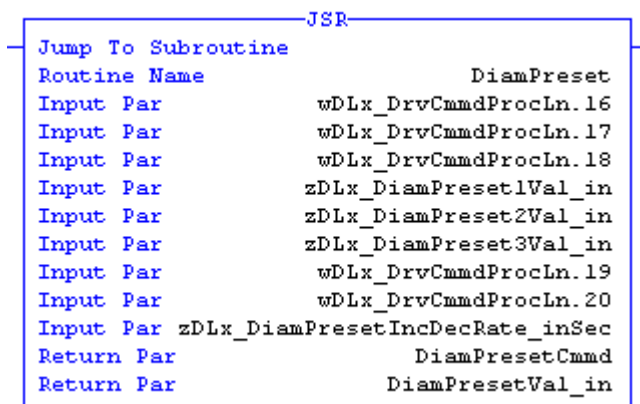 JSR
Jump To Subroutine
Routine Name DiamPreset
Input Par wDLx_DrvCmmdProcLn.16
Input Par wDLx_DrvCmmdProcLn.17
Input Par wDLx_DrvCmmdProcLn.18
Input Par zDLx_DiamPreset1Val_in
Input Par zDLx_DiamPreset2Val_in
Input Par zDLx_DiamPreset3Val_in
Input Par wDLx_DrvCmmdProcLn.19
Input Par wDLx_DrvCmmdProcLn.20
Input Par zDLx_DiamPresetIncDecRate_inSec
Return Par DiamPresetCmmd
Return Par DiamPresetVal_in